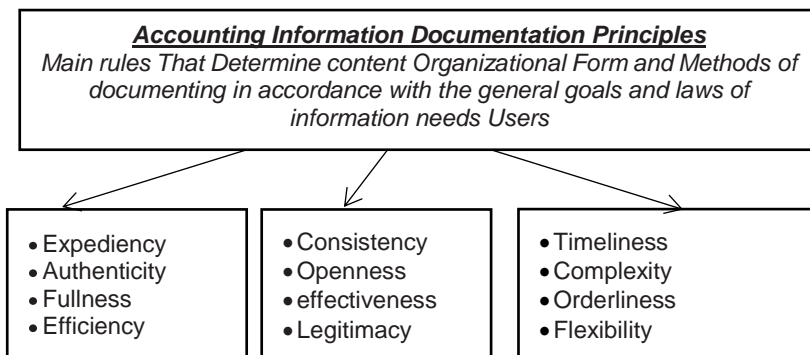 Accounting Information Documentation Principles
Main rules That Determine content Organizational Form and Methods of
documenting in accordance with the general goals and laws of
information needs Users
• Expediency
• Authenticity
• Fullness
• Efficiency
• Consistency
• Openness
• effectiveness
• Legitimacy
• Timeliness
• Complexity
• Orderliness
• Flexibility